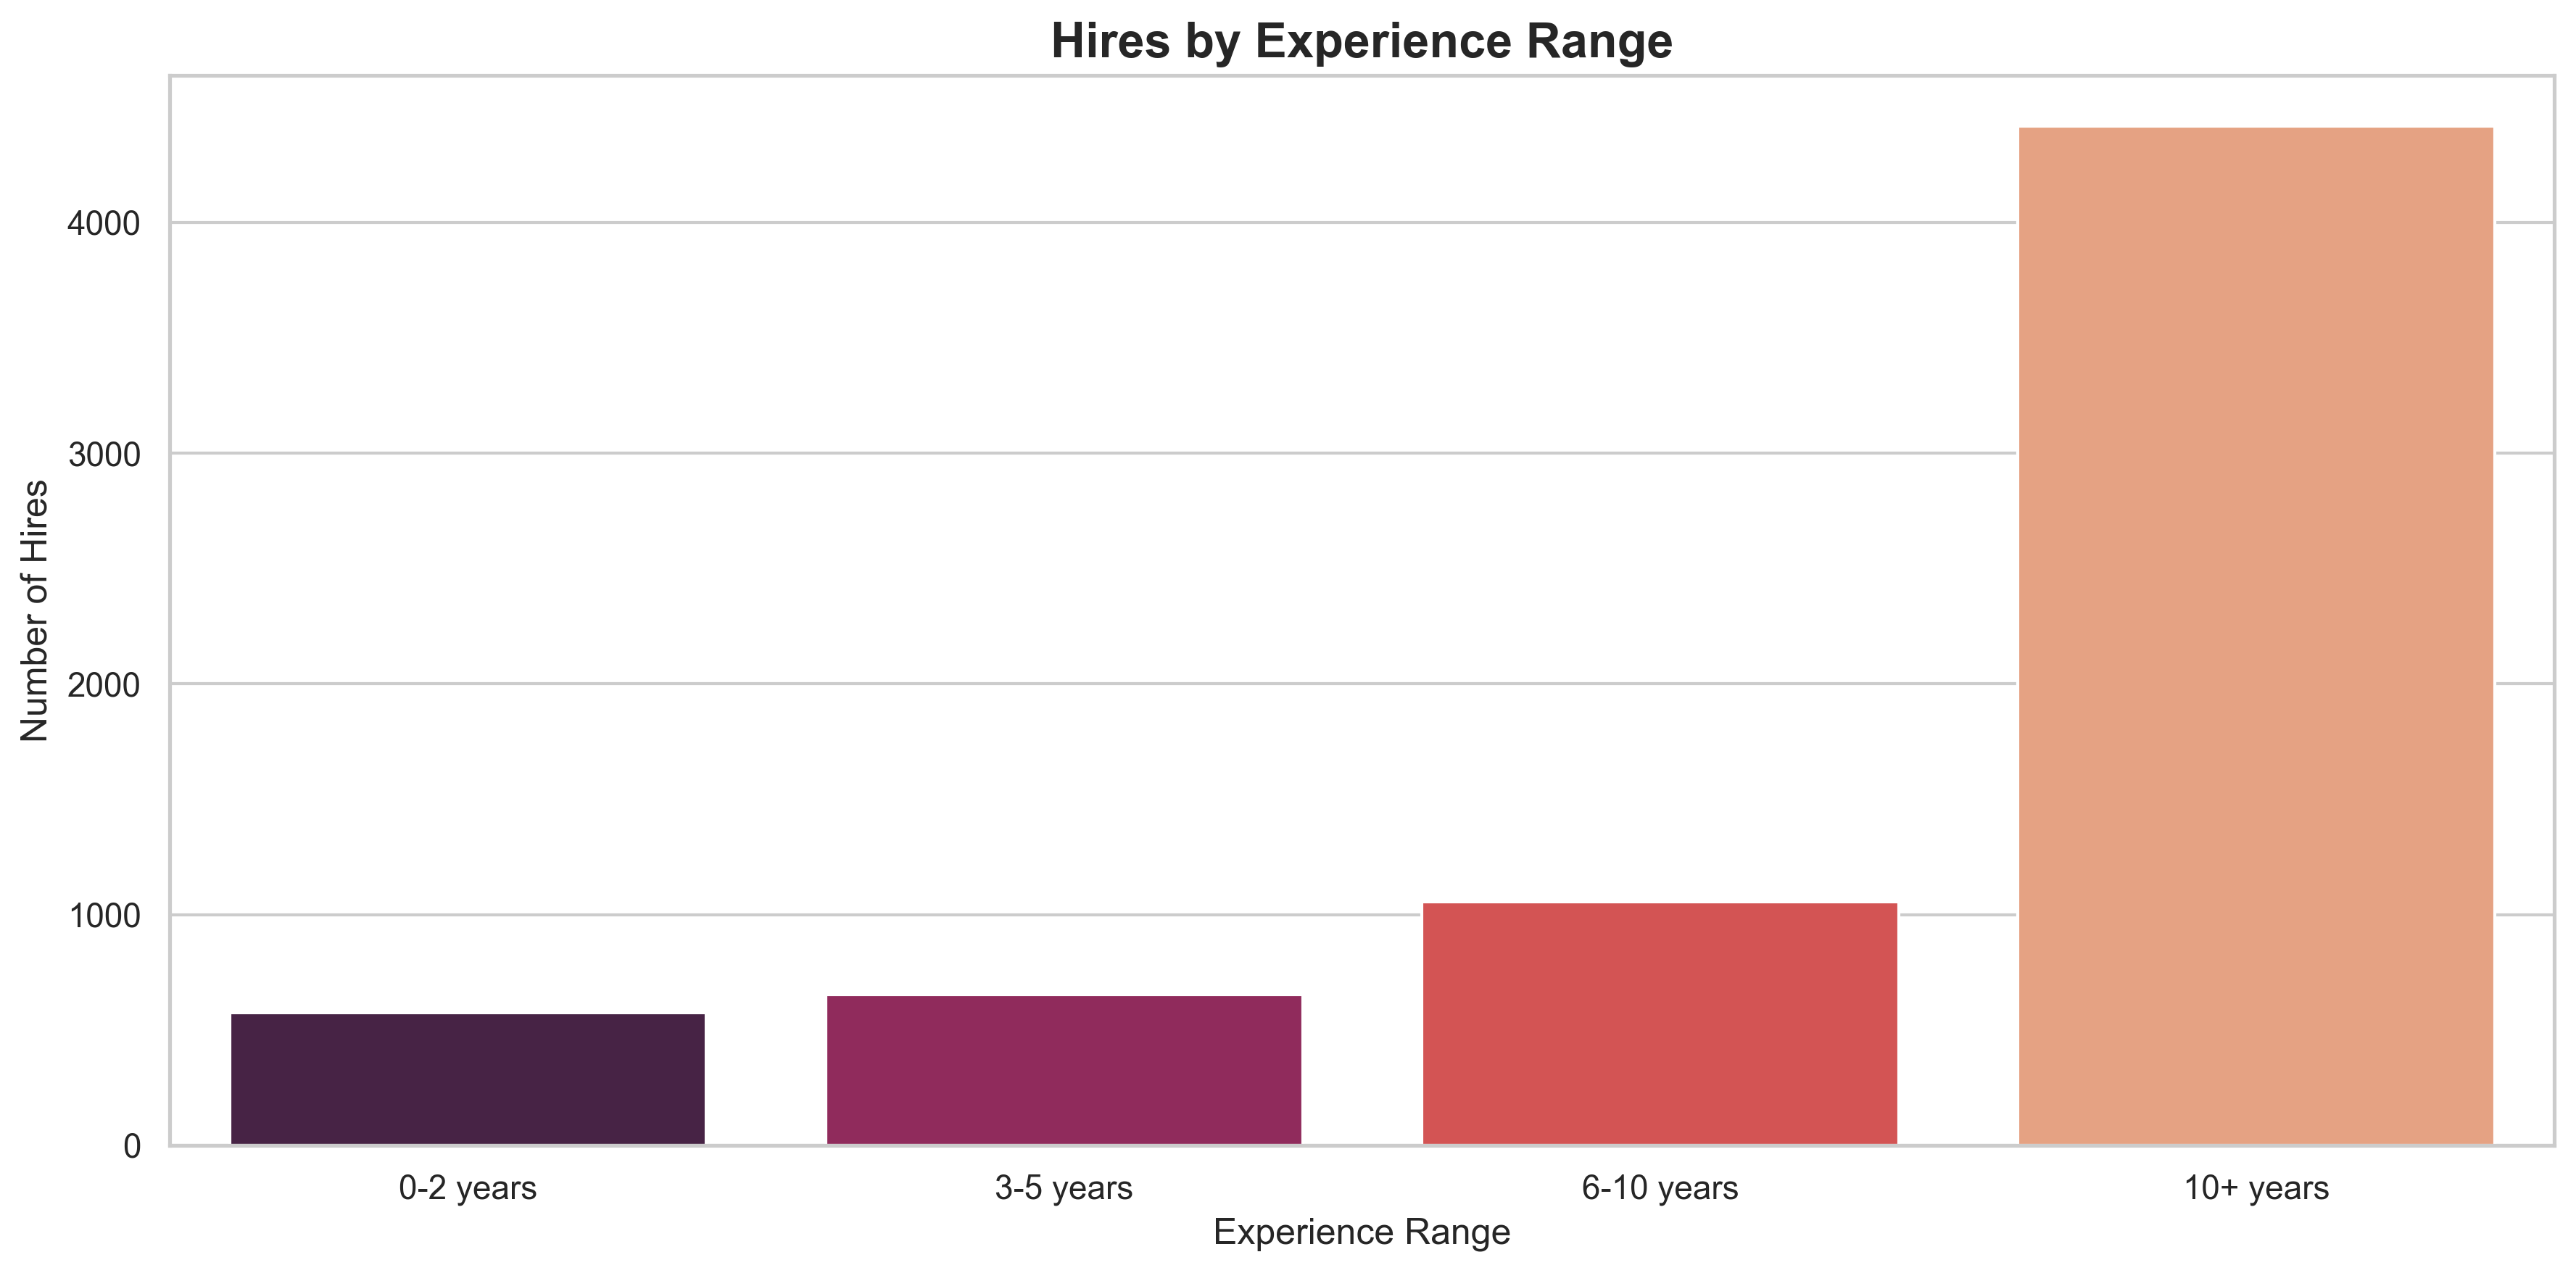 Hires by Experience Range
Number of Hires
4000
3000
2000
1000
0
0-2 years
3-5 years
6-10 years
10+ years
Experience Range